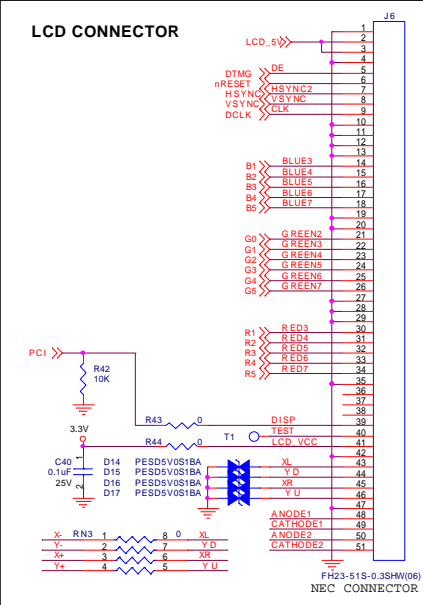 LCD CONNECTOR
J6
LCD_5V
1
2
3
4
DTMG DE 5
nRESET 6
HSYNC HSYNC2 7
VSYNC VSYNC 8
DCLK CLK 9
10
11
12
13
B1 BLUE3 14
B2 BLUE4 15
B3 BLUE5 16
B4 BLUE6 17
B5 BLUE7 18
19
20
G0 GREEN2 21
G1 GREEN3 22
G2 GREEN4 23
G3 GREEN5 24
G4 GREEN6 25
G5 GREEN7 26
27
28
29
R1 RED3 30
R2 RED4 31
R3 RED5 32
R4 RED6 33
R5 RED7 34
35
36
37
38
PCI
R42
10K
R43 0 DISP 39
3.3V T1 TEST 40
R44 0 LCD_VCC 41
42
C40
0.1uF
25V
1
2
D14 PESD5V0S1BA XL 43
D15 PESD5V0S1BA YD 44
D16 PESD5V0S1BA XR 45
D17 PESD5V0S1BA YU 46
47
ANODE1 48
CATHODE1 49
ANODE2 50
CATHODE2 51
RN3 0
X- 1 8 XL
Y- 2 7 YD
X+ 3 6 XR
Y+ 4 5 YU
FH23-51S-0.3SHW(06)
NEC CONNECTOR